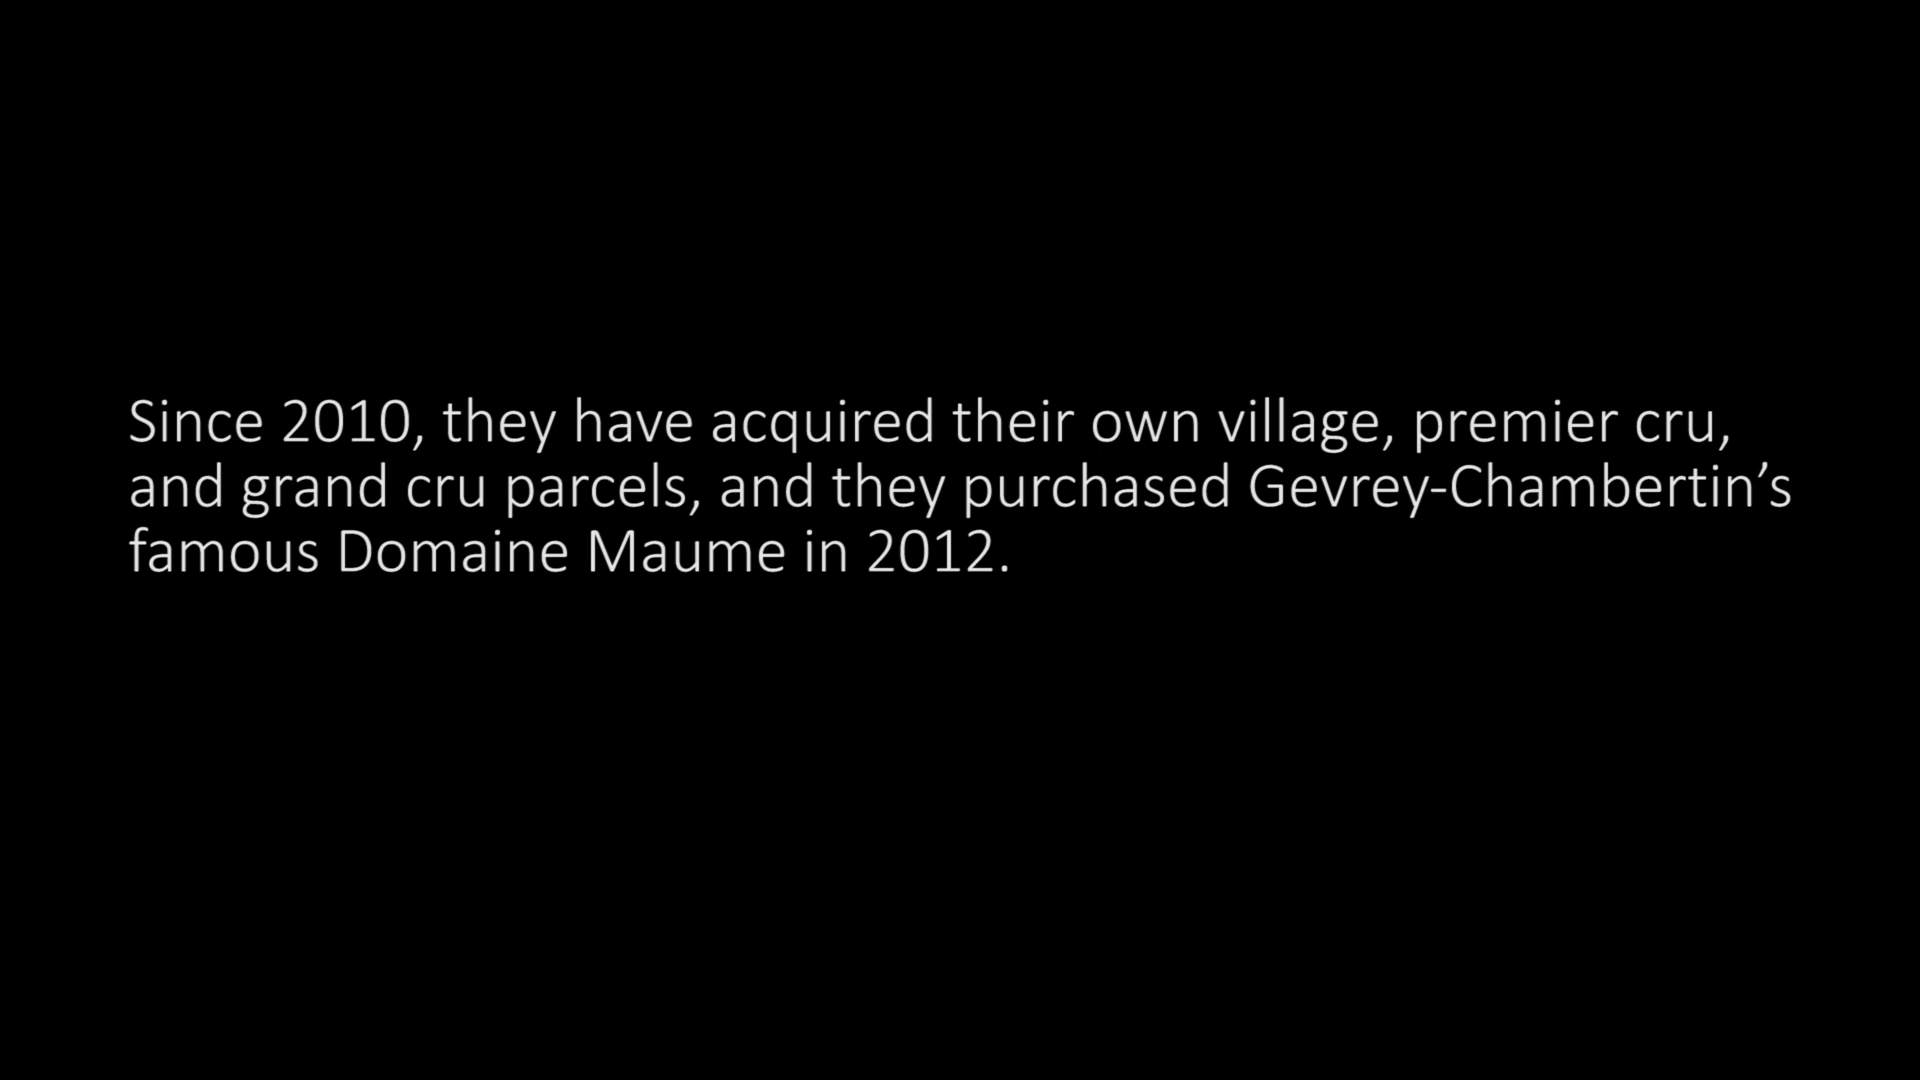 Since 2010, they have acquired their own village, premier cru,
and grand cru parcels, and they purchased Gevrey-Chambertin’s
famous Domaine Maume in 2012.